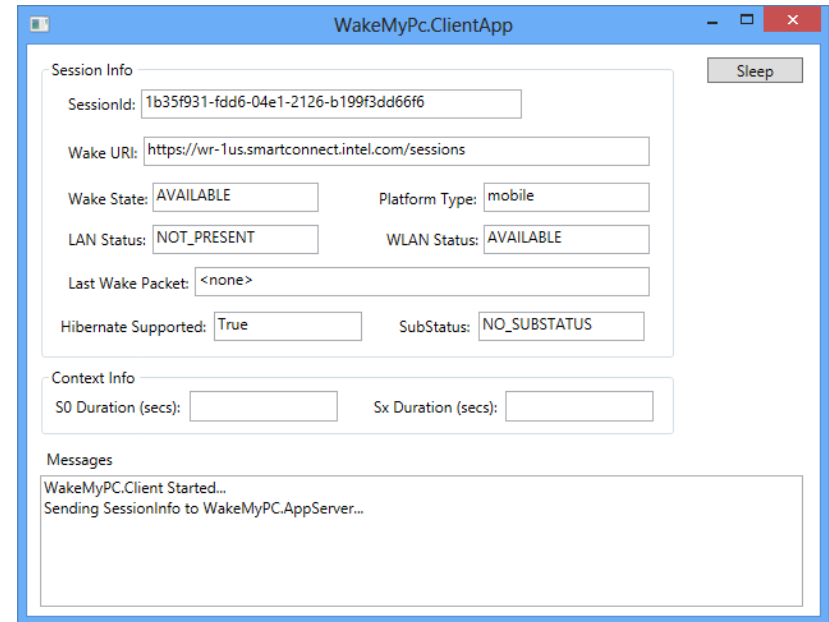 WakeMyPc.ClientApp
Session Info
Sleep
SessionId: 1b35f931-fdd6-04e1-2126-b199f3dd66f6
Wake URI: https://wr-1us.smartconnect.intel.com/sessions
Wake State: AVAILABLE Platform Type: mobile
LAN Status: NOT_PRESENT WLAN Status: AVAILABLE
Last Wake Packet: <none>
Hibernate Supported: True SubStatus: NO_SUBSTATUS
Context Info
S0 Duration (secs): Sx Duration (secs):
Messages
WakeMyPC.Client Started...
Sending SessionInfo to WakeMyPC.AppServer...